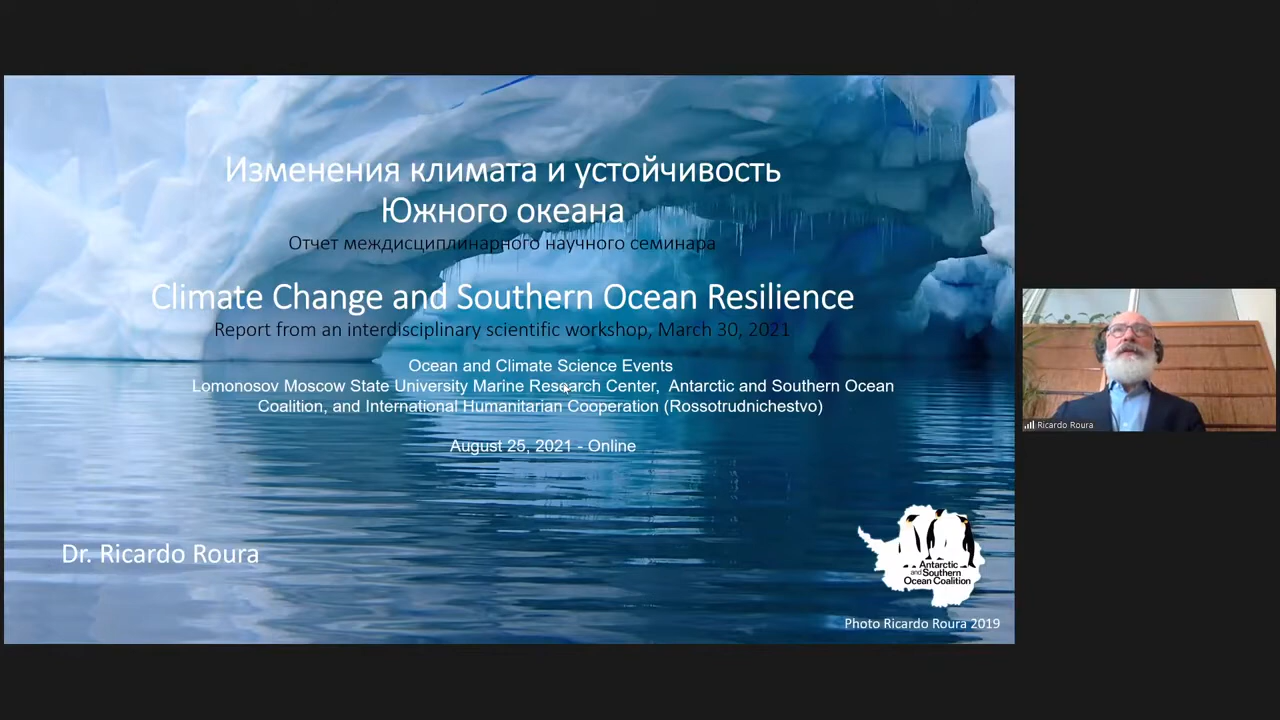 Изменения климата и устойчивость
Южного океана
Отчет междисциплинарного научного семинара
Climate Change and Southern Ocean Resilience
Report from an interdisciplinary scientific workshop, March 30, 2021
Ocean and Climate Science Events
Lomonosov Moscow State University Marine Research Center, Antarctic and Southern Ocean
Coalition, and International Humanitarian Cooperation (Rossotrudnichestvo)
August 25, 2021 - Online
Dr. Ricardo Roura
Antarctic
and Southern
Ocean Coalition
Photo Ricardo Roura 2019
Ricardo Roura